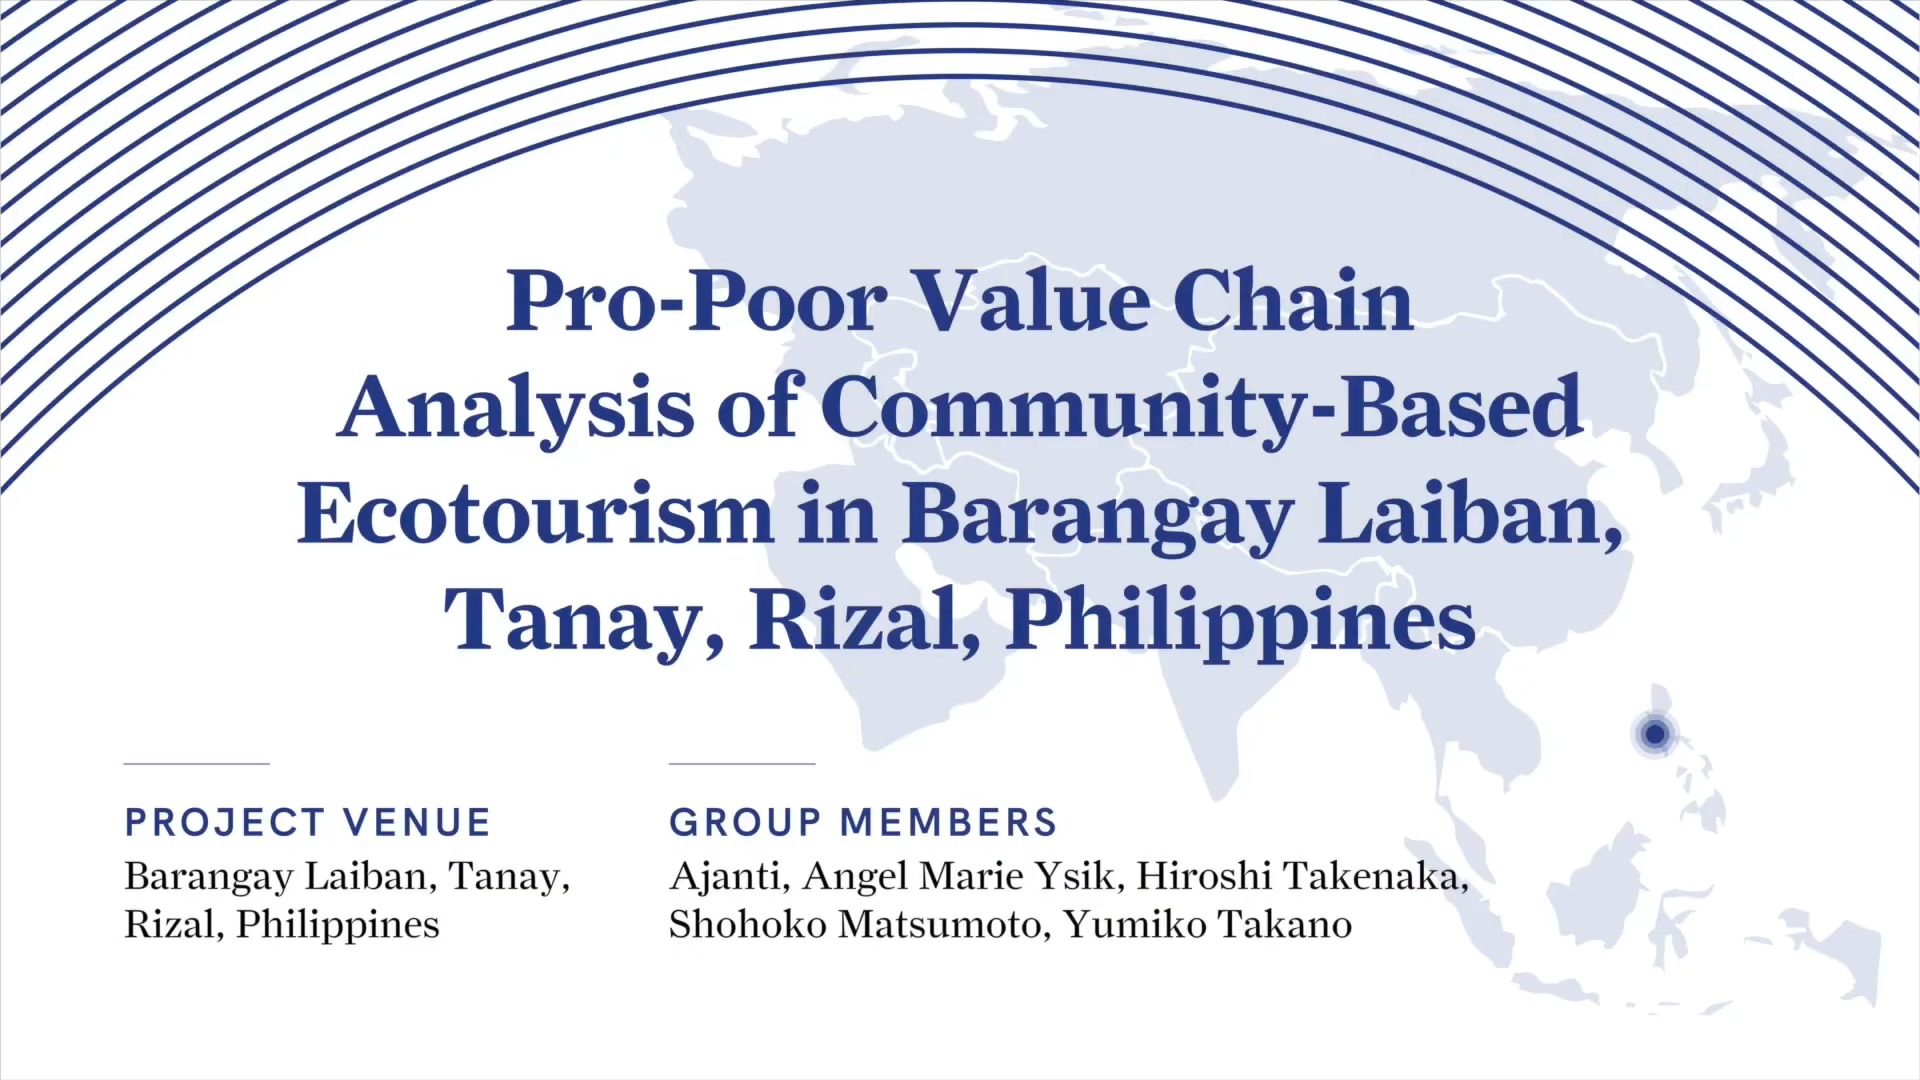 Pro-Poor Value Chain
Analysis of Community-Based
Ecotourism in Barangay Laiban,
Tanay, Rizal, Philippines
PROJECT VENUE
Barangay Laiban, Tanay,
Rizal, Philippines
GROUP MEMBERS
Ajanti, Angel Marie Ysik, Hiroshi Takenaka,
Shohoko Matsumoto, Yumiko Takano